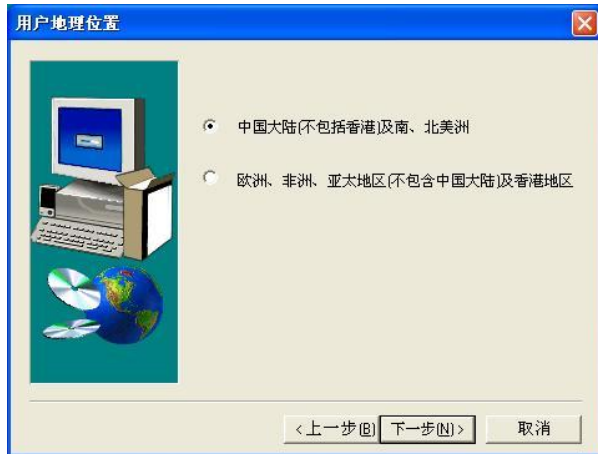 用户地理位置
中国大陆(不包括香港)及南、北美洲
欧洲、非洲、亚太地区(不包含中国大陆)及香港地区
<上一步(B) 下一步(N)> 取消